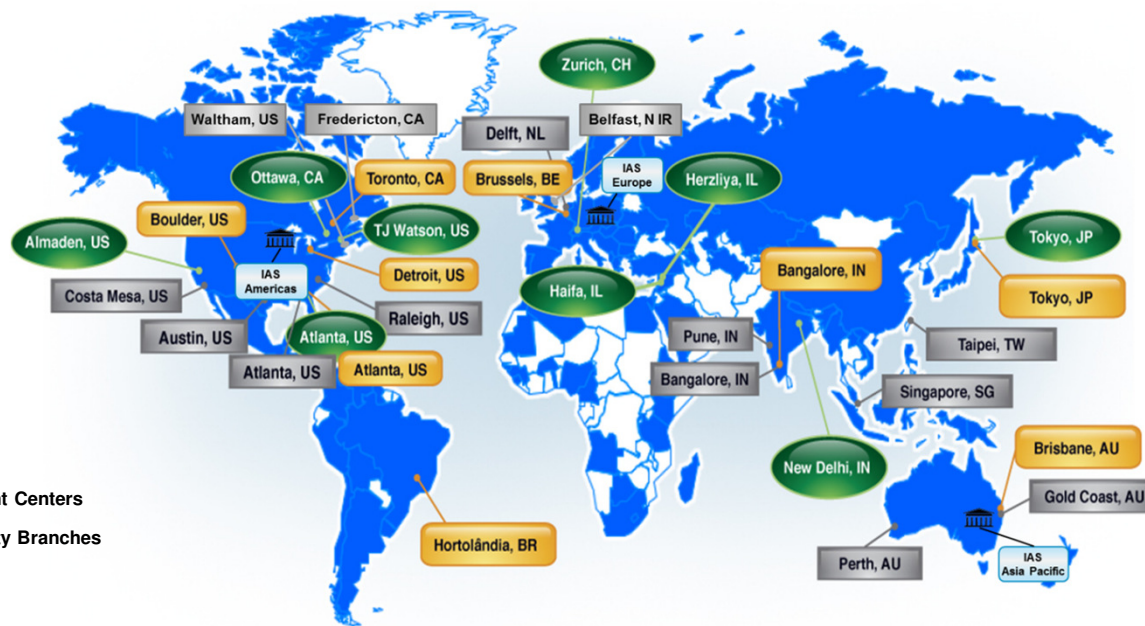 Zurich, CH
Waltham, US
Fredericton, CA
Delft, NL
Belfast, N IR
Ottawa, CA
Toronto, CA
Brussels, BE
IAS
Europe
Herzliya, IL
Boulder, US
TJ Watson, US
Almaden, US
Tokyo, JP
IAS
Americas
Detroit, US
Bangalore, IN
Costa Mesa, US
Haifa, IL
Tokyo, JP
Raleigh, US
Austin, US
Atlanta, US
Pune, IN
Taipei, TW
Atlanta, US
Atlanta, US
Bangalore, IN
Singapore, SG
New Delhi, IN
Brisbane, AU
nt Centers
Gold Coast, AU
ty Branches
Hortolândia, BR
Perth, AU
IAS
Asia Pacific